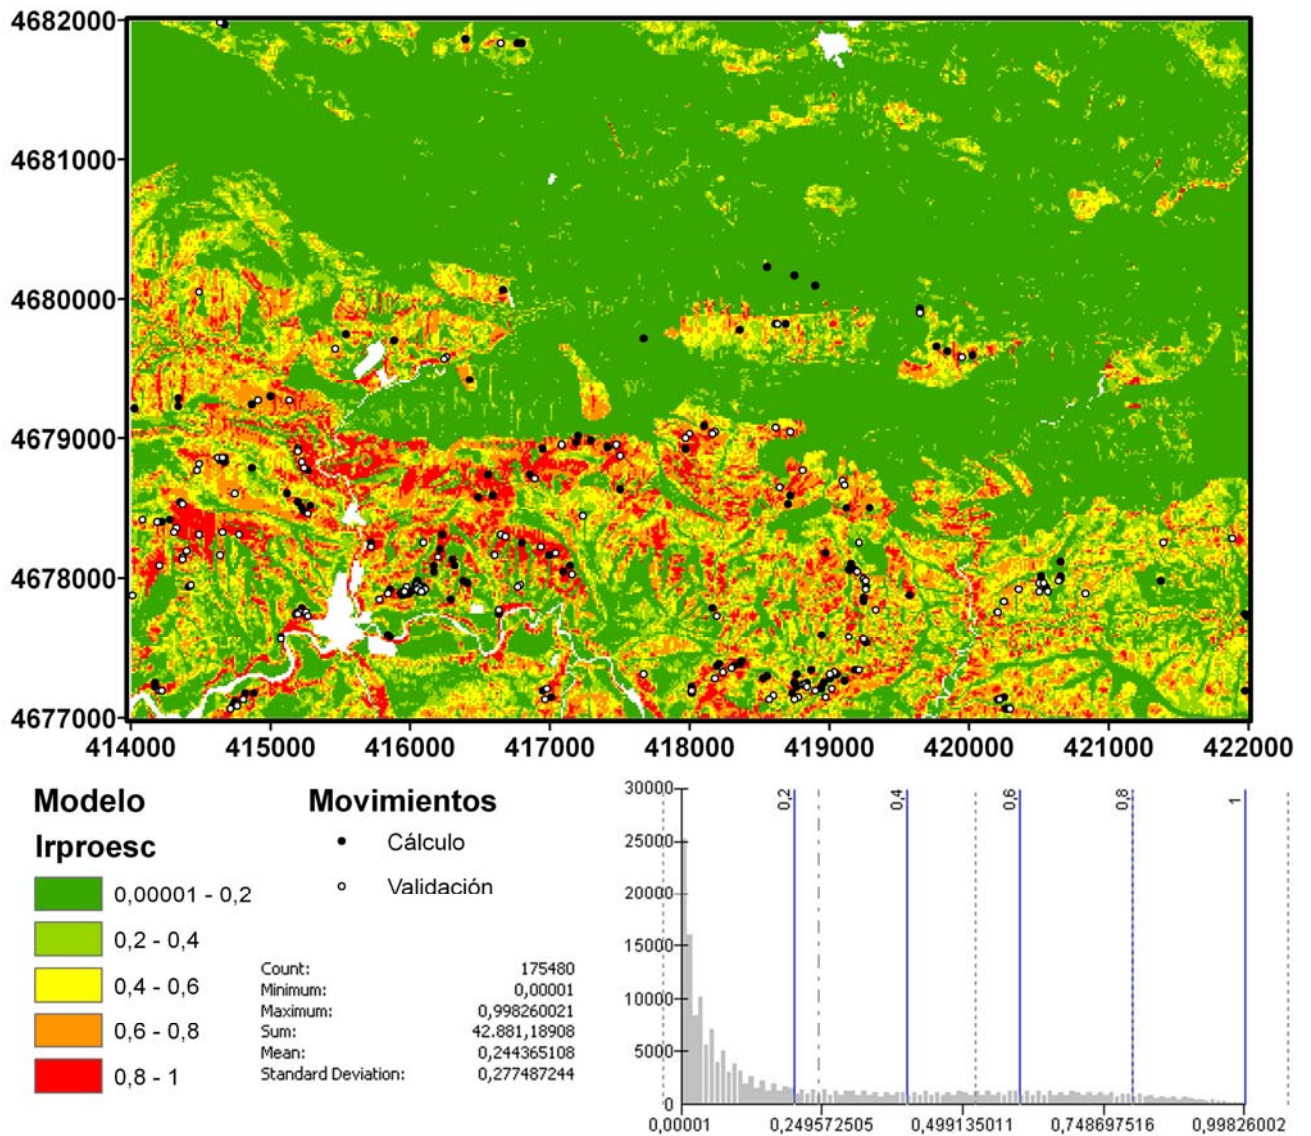 4682000
4681000
4680000
4679000
4678000
4677000
414000 415000 416000 417000 418000 419000 420000 421000 422000
Modelo
Irproesc
0,00001 - 0,2
0,2 - 0,4
0,4 - 0,6
0,6 - 0,8
0,8 - 1
Movimientos
Cálculo
Validación
Count: 175480
Minimum: 0,00001
Maximum: 0,998260021
Sum: 42.881,18908
Mean: 0,244365108
Standard Deviation: 0,277487244
30000
25000
20000
15000
10000
5000
0
0,2 0,4 0,6 0,8 1
0,00001 0,249572505 0,499135011 0,748697516 0,99826002